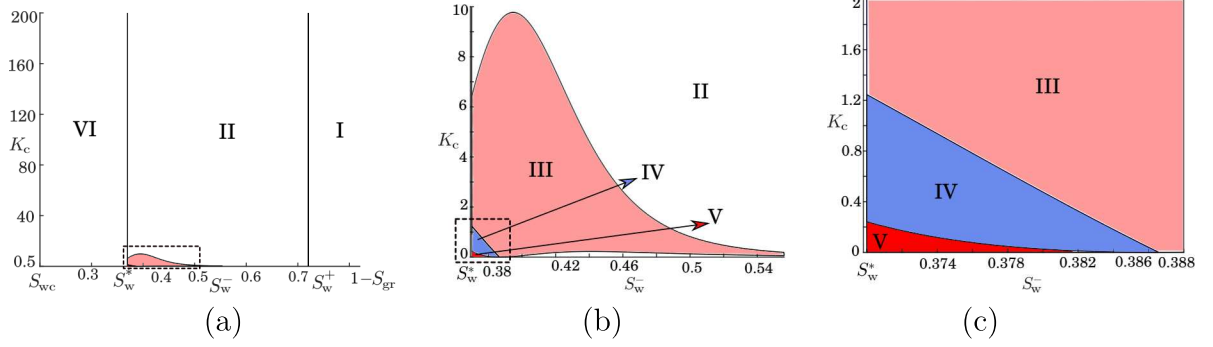 200
160
120
K_c
80
40
0.5
VI
II
I
S_wc
0.3
S_w^*
0.4
0.5
S_w^-
0.6
0.7
S_w^+
1−S_gr
(a)
10
8
6
K_c
4
2
0
II
III
IV
V
S_w^*
0.38
0.42
0.46
S_w^-
0.5
0.54
(b)
2
1.6
1.2
K_c
0.8
0.4
0
III
IV
V
S_w^*
0.374
0.378
S_w^-
0.382
0.386
0.388
(c)